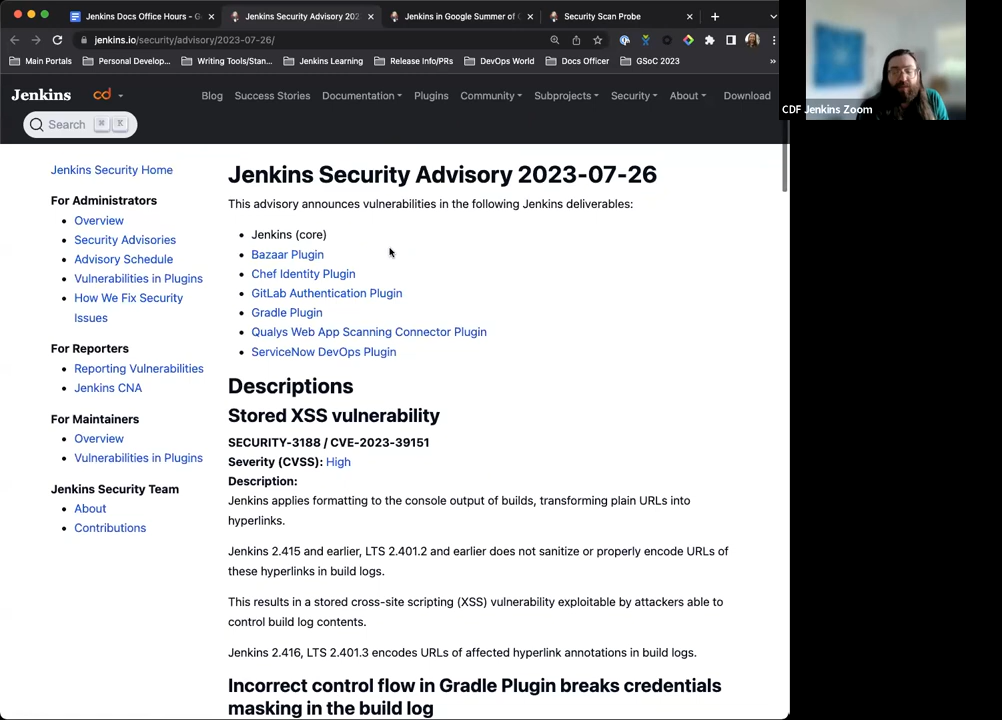 Jenkins Docs Office Hours - G
Jenkins Security Advisory 202
Jenkins in Google Summer of C
Security Scan Probe
jenkins.io/security/advisory/2023-07-26/
Main Portals
Personal Develop...
Writing Tools/Stan...
Jenkins Learning
Release Info/PRs
DevOps World
Docs Officer
GSoC 2023
»
CDF Jenkins Zoom
Jenkins
cd
Blog
Success Stories
Documentation
Plugins
Community
Subprojects
Security
About
Download
Search
⌘
K
Jenkins Security Home
For Administrators
Overview
Security Advisories
Advisory Schedule
Vulnerabilities in Plugins
How We Fix Security
Issues
For Reporters
Reporting Vulnerabilities
Jenkins CNA
For Maintainers
Overview
Vulnerabilities in Plugins
Jenkins Security Team
About
Contributions
Jenkins Security Advisory 2023-07-26
This advisory announces vulnerabilities in the following Jenkins deliverables:
Jenkins (core)
Bazaar Plugin
Chef Identity Plugin
GitLab Authentication Plugin
Gradle Plugin
Qualys Web App Scanning Connector Plugin
ServiceNow DevOps Plugin
Descriptions
Stored XSS vulnerability
SECURITY-3188 / CVE-2023-39151
Severity (CVSS): High
Description:
Jenkins applies formatting to the console output of builds, transforming plain URLs into
hyperlinks.
Jenkins 2.415 and earlier, LTS 2.401.2 and earlier does not sanitize or properly encode URLs of
these hyperlinks in build logs.
This results in a stored cross-site scripting (XSS) vulnerability exploitable by attackers able to
control build log contents.
Jenkins 2.416, LTS 2.401.3 encodes URLs of affected hyperlink annotations in build logs.
Incorrect control flow in Gradle Plugin breaks credentials
masking in the build log